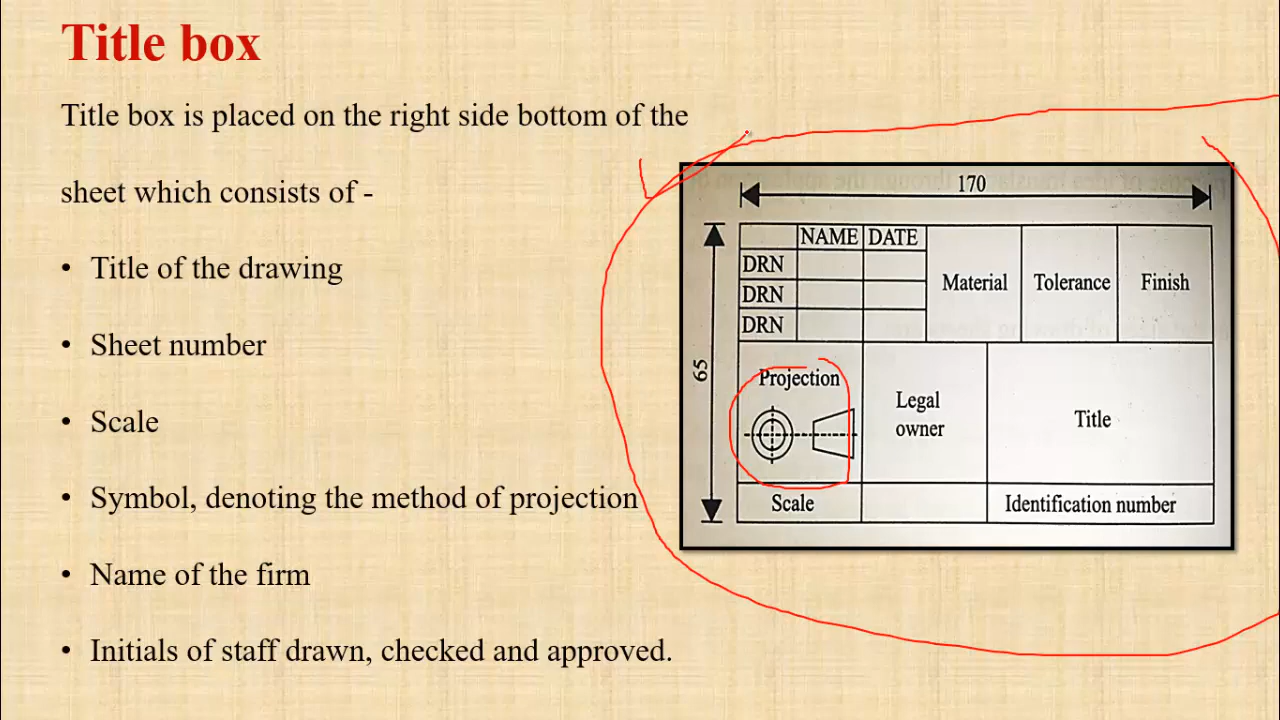 Title box
Title box is placed on the right side bottom of the
sheet which consists of -
• Title of the drawing
• Sheet number
• Scale
• Symbol, denoting the method of projection
• Name of the firm
• Initials of staff drawn, checked and approved.
170
65
NAME DATE
DRN
DRN
DRN
Material Tolerance Finish
Projection
Legal
owner
Title
Scale
Identification number